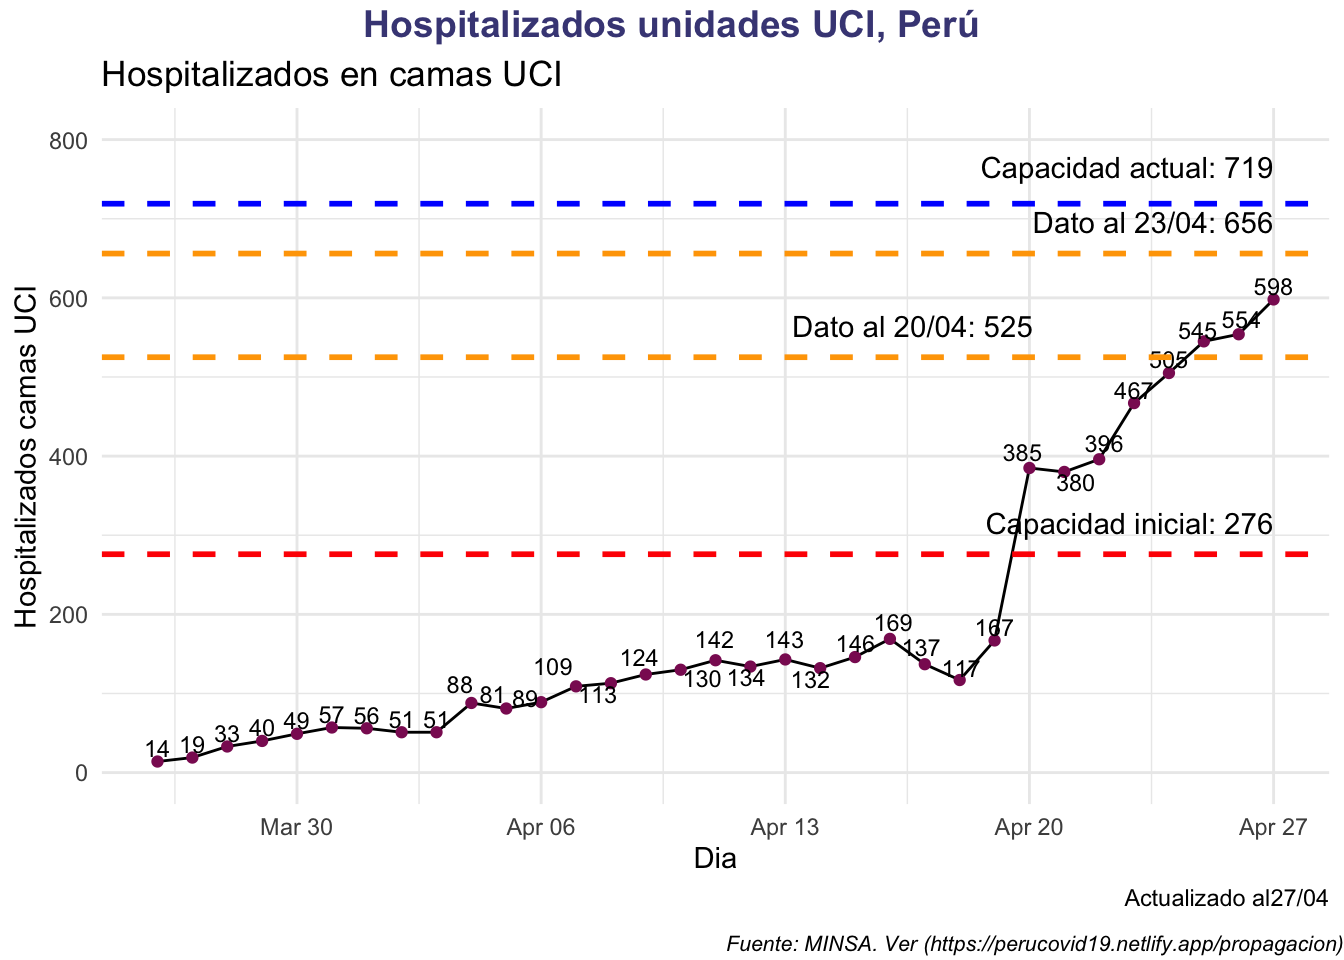 Hospitalizados unidades UCI, Perú
Hospitalizados en camas UCI
Hospitalizados camas UCI
800
600
400
200
0
Capacidad actual: 719
Dato al 23/04: 656
Dato al 20/04: 525
Capacidad inicial: 276
14
19
33
40
49
57
56
51
51
88
81
89
109
113
124
130
142
134
143
132
146
169
137
117
167
385
380
396
467
505
545
554
598
Mar 30
Apr 06
Apr 13
Apr 20
Apr 27
Dia
Actualizado al27/04
Fuente: MINSA. Ver (https://perucovid19.netlify.app/propagacion)